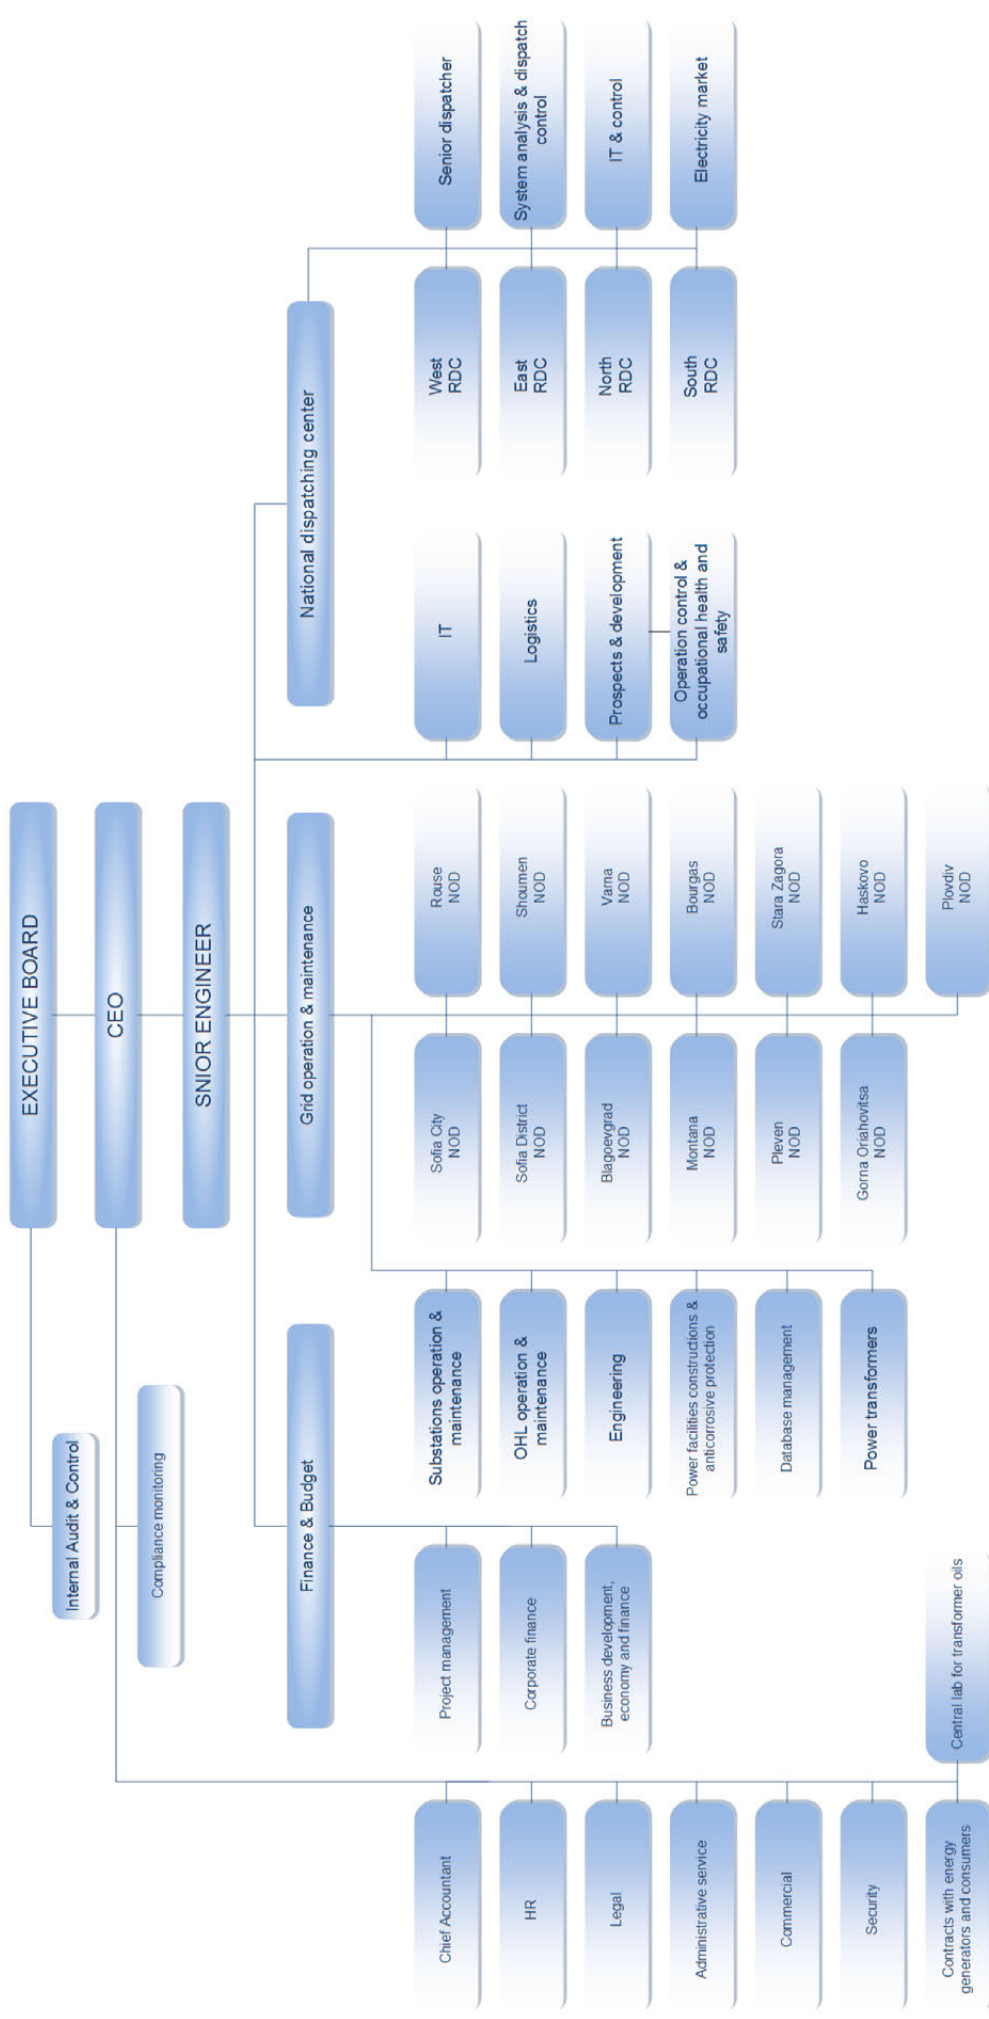 EXECUTIVE BOARD
Internal Audit & Control
CEO
Compliance monitoring
SNIOR ENGINEER
Finance & Budget
Grid operation & maintenance
National dispatching center
Chief Accountant
HR
Legal
Administrative service
Commercial
Security
Contracts with energy
generators and consumers
Central lab for transformer oils
Project management
Corporate finance
Business development,
economy and finance
Substations operation &
maintenance
OHL operation &
maintenance
Engineering
Power facilities constructions &
anticorrosive protection
Database management
Power transformers
Sofia City
NOD
Sofia District
NOD
Blagoevgrad
NOD
Montana
NOD
Pleven
NOD
Gorna Oriahovitsa
NOD
Rouse
NOD
Shoumen
NOD
Varna
NOD
Bourgas
NOD
Stara Zagora
NOD
Haskovo
NOD
Plovdiv
NOD
IT
Logistics
Prospects & development
Operation control &
occupational health and
safety
West
RDC
East
RDC
North
RDC
South
RDC
Senior dispatcher
System analysis & dispatch
control
IT & control
Electricity market